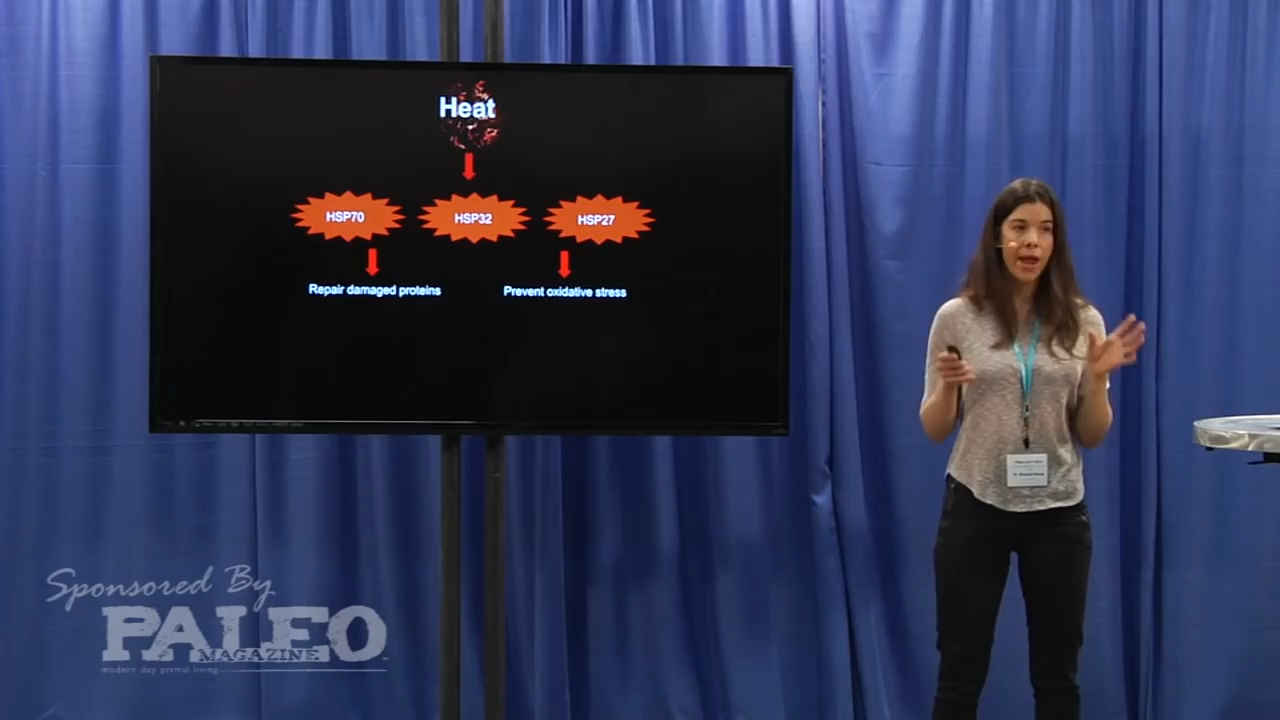 Heat
HSP70 HSP32 HSP27
Repair damaged proteins Prevent oxidative stress
Sponsored By
PALEO
MAGAZINE
modern day primal living